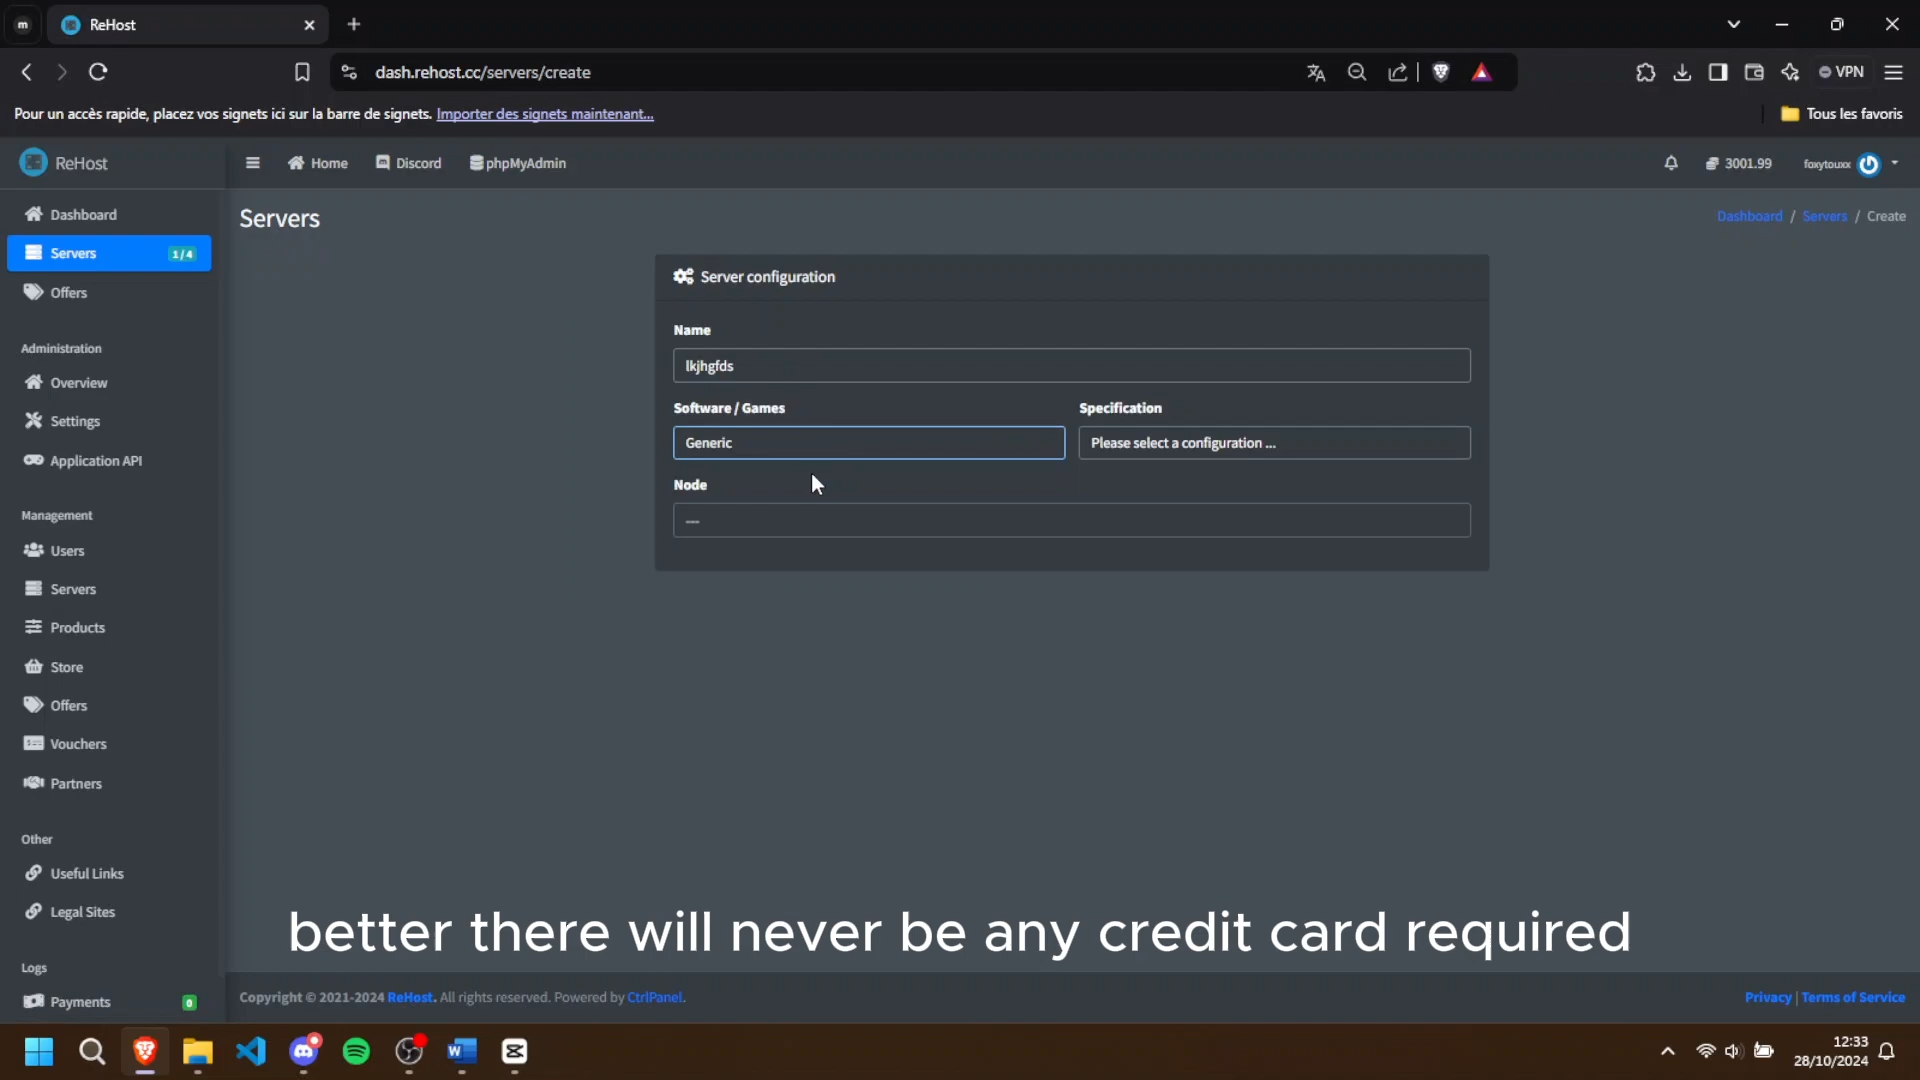 m
ReHost
dash.rehost.cc/servers/create
VPN
Pour un accès rapide, placez vos signets ici sur la barre de signets. Importer des signets maintenant...
Tous les favoris
ReHost
Home
Discord
phpMyAdmin
3001.99
foxytouxx
Dashboard
Servers 1/4
Offers
Administration
Overview
Settings
Application API
Management
Users
Servers
Products
Store
Offers
Vouchers
Partners
Other
Useful Links
Legal Sites
Logs
Payments 0
Servers
Dashboard / Servers / Create
Server configuration
Name
lkjhgfds
Software / Games
Specification
Generic
Please select a configuration ...
Node
---
better there will never be any credit card required
Copyright © 2021-2024 ReHost. All rights reserved. Powered by CtrlPanel.
Privacy | Terms of Service
12:33
28/10/2024